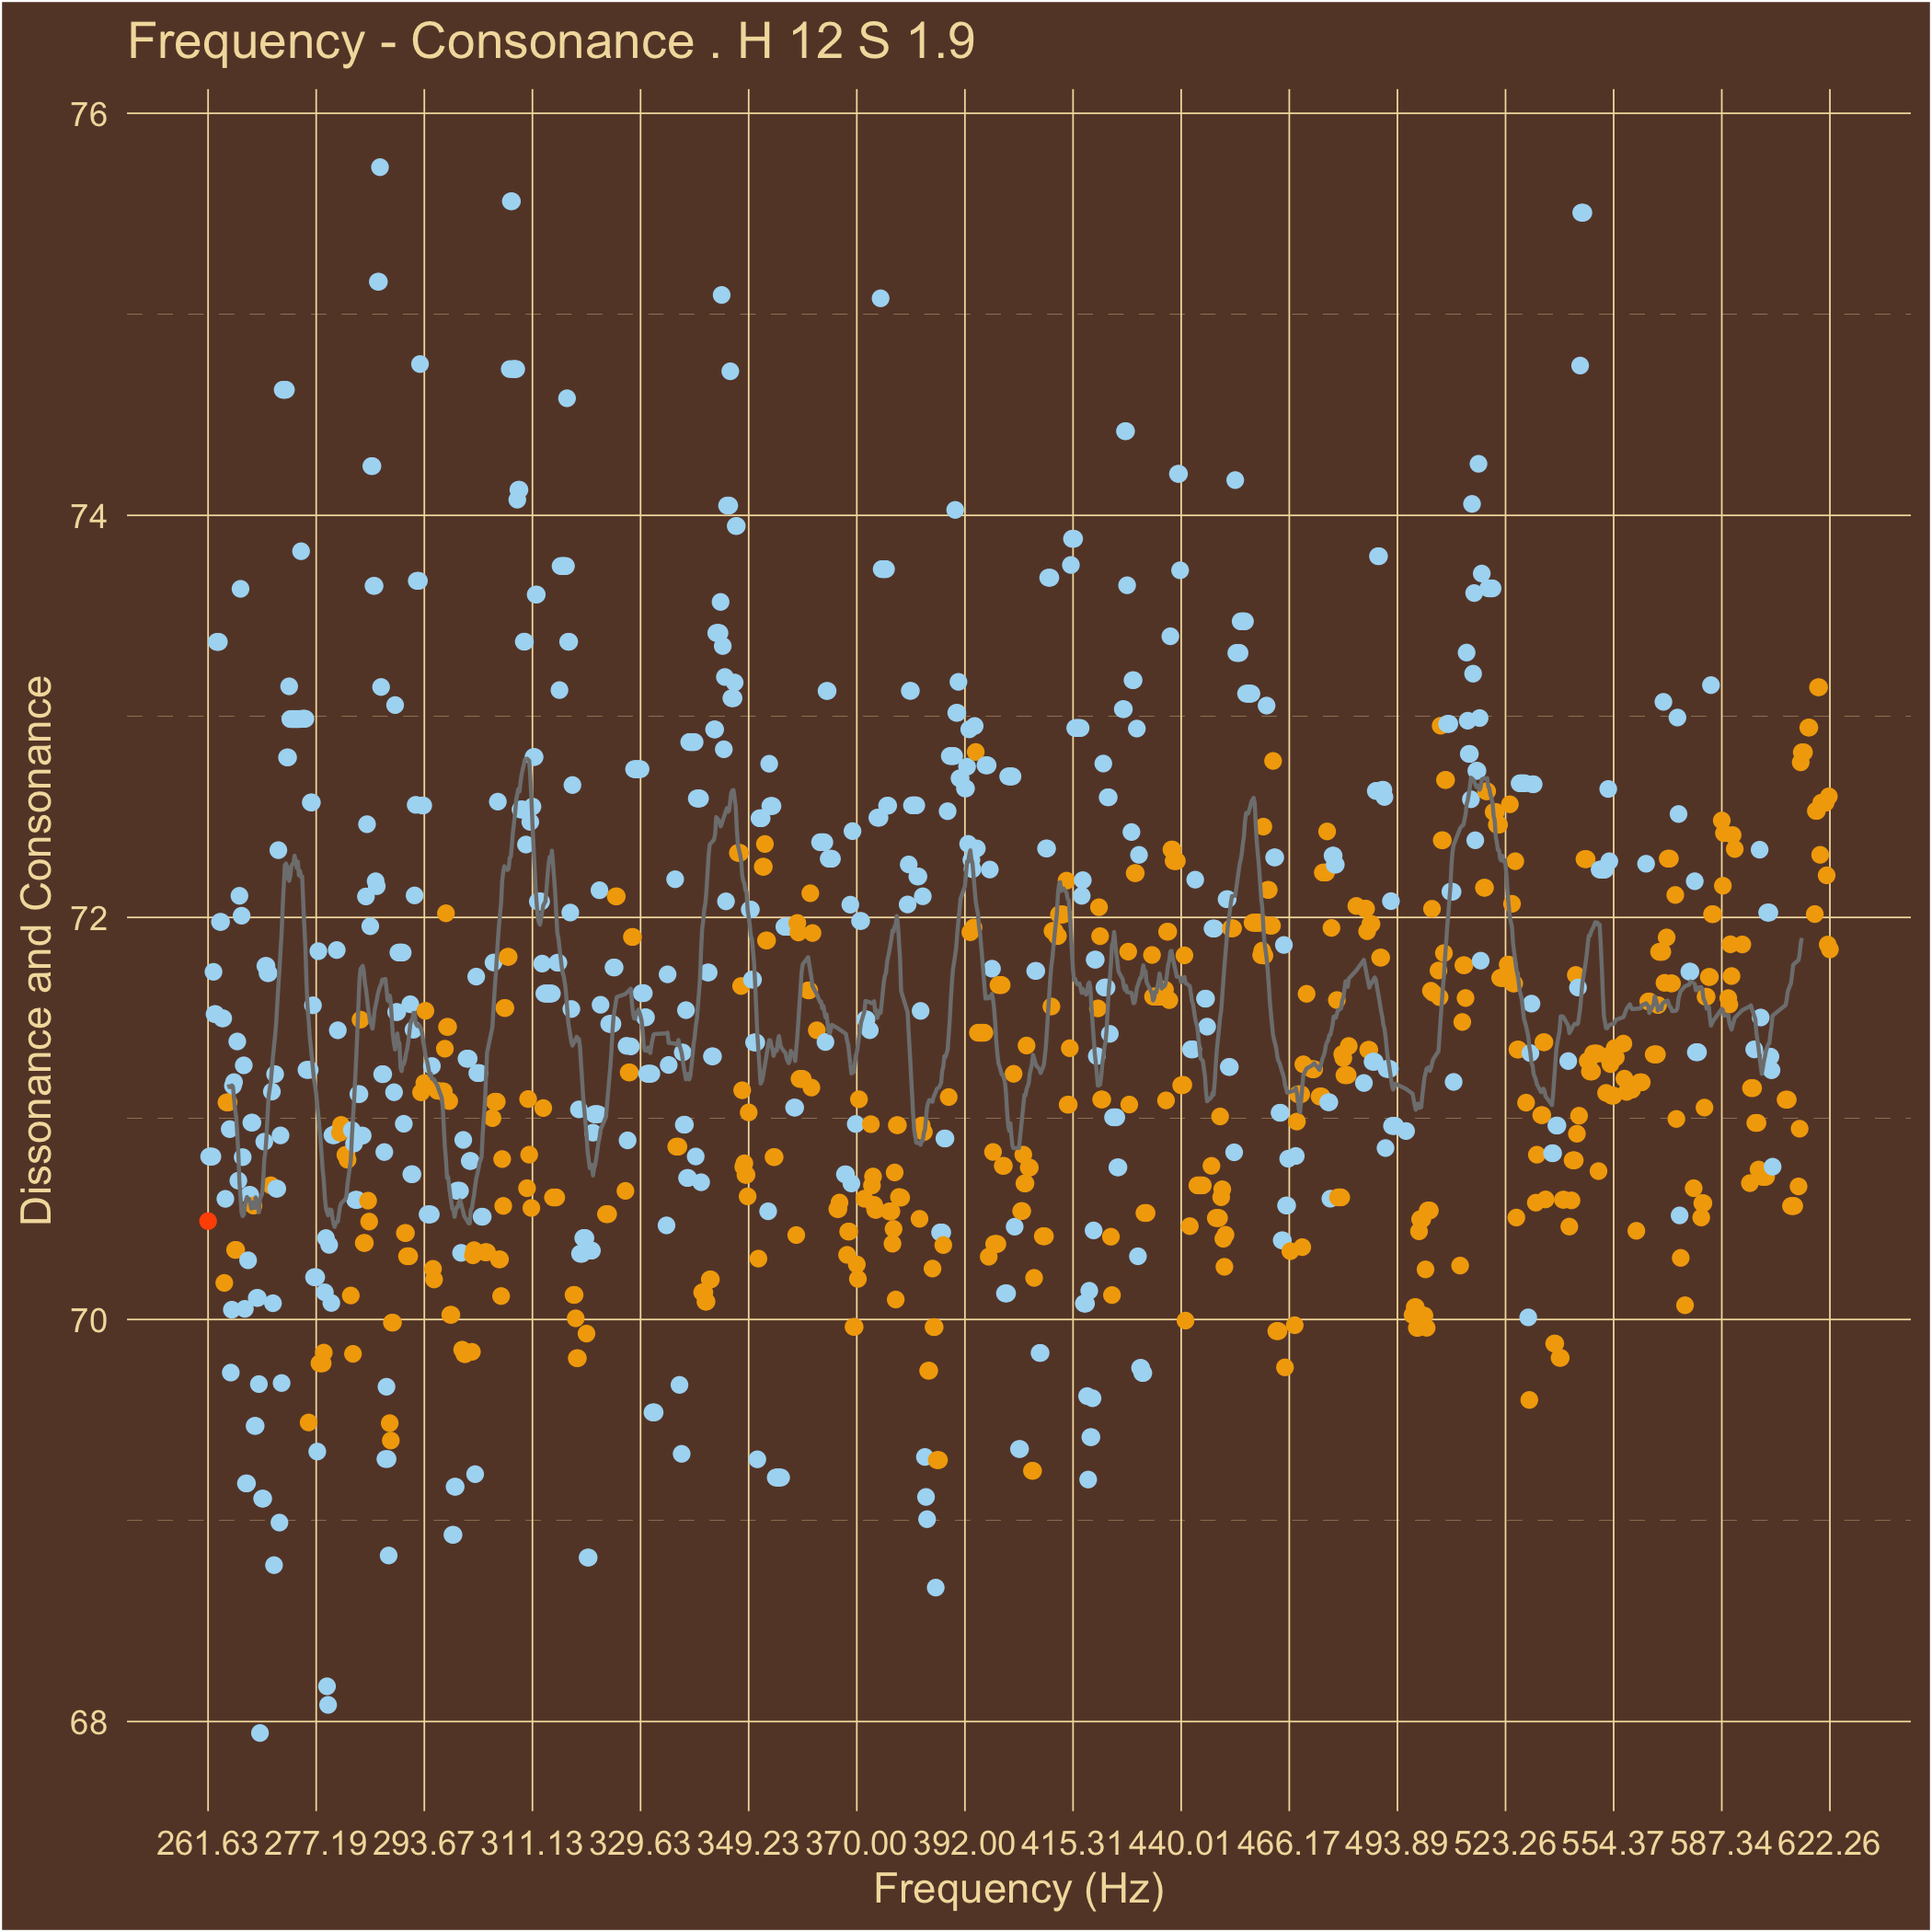 Frequency - Consonance . H 12 S 1.9
76
74
72
70
68
Dissonance and Consonance
261.63 277.19 293.67 311.13 329.63 349.23 370.00 392.00 415.31 440.01 466.17 493.89 523.26 554.37 587.34 622.26
Frequency (Hz)